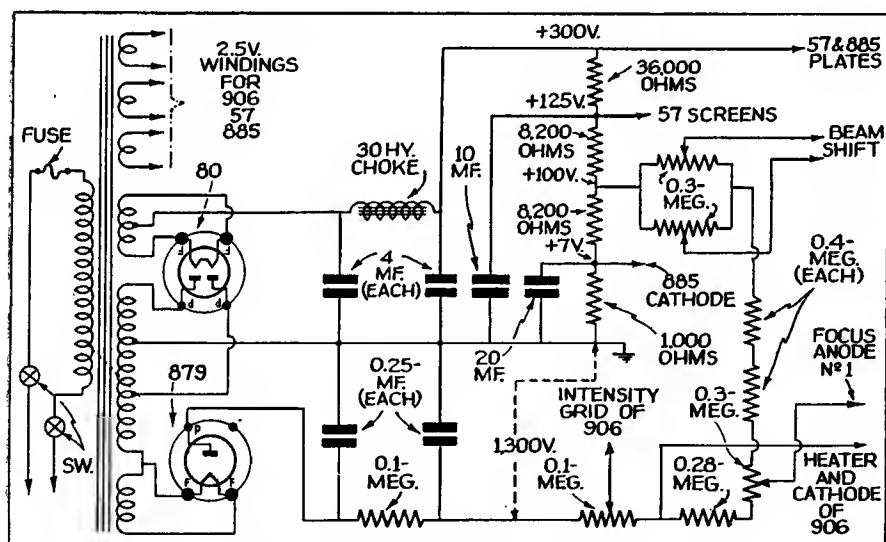 2.5V.
WINDINGS
FOR
906
57
885
FUSE
80
30 HY.
CHOKE
10
MF.
+300V.
57 & 885
PLATES
36,000
OHMS
+125V.
57 SCREENS
8,200
OHMS
BEAM
SHIFT
+100V.
0.3-
MEG.
8,200
OHMS
+7V.
0.4-
MEG.
(EACH)
4
MF.
(EACH)
885
CATHODE
20
MF.
1,000
OHMS
FOCUS
ANODE
Nº1
879
0.25-
MF.
(EACH)
INTENSITY
GRID OF
906
0.3-
MEG.
SW.
0.1-
MEG.
1,300V.
0.1-
MEG.
0.28-
MEG.
HEATER
AND
CATHODE
OF
906
F
F
P
P
P
F
F